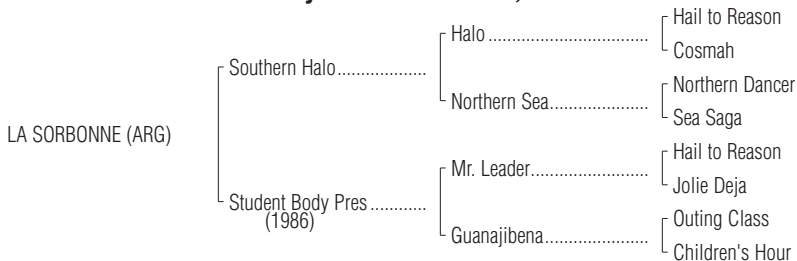 Hail to Reason
Halo ...................................
Cosmah
Southern Halo....................
Northern Dancer
Northern Sea......................
Sea Saga
LA SORBONNE (ARG)
Hail to Reason
Mr. Leader..........................
Jolie Deja
Student Body Pres ............
(1986)
Outing Class
Guanajibena.......................
Children's Hour